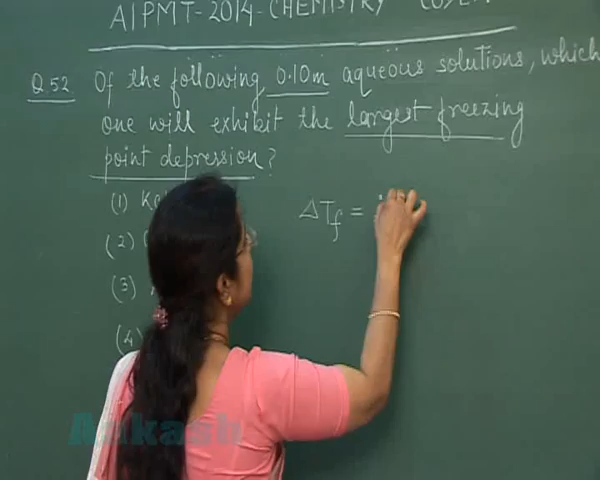 AIPMT-2014-CHEMISTRY
Q 52. Of the following 0.10m aqueous solutions, which
one will exhibit the largest freezing
point depression?
(1)
ΔTf =
(2)
(3)
(4)
Aakash